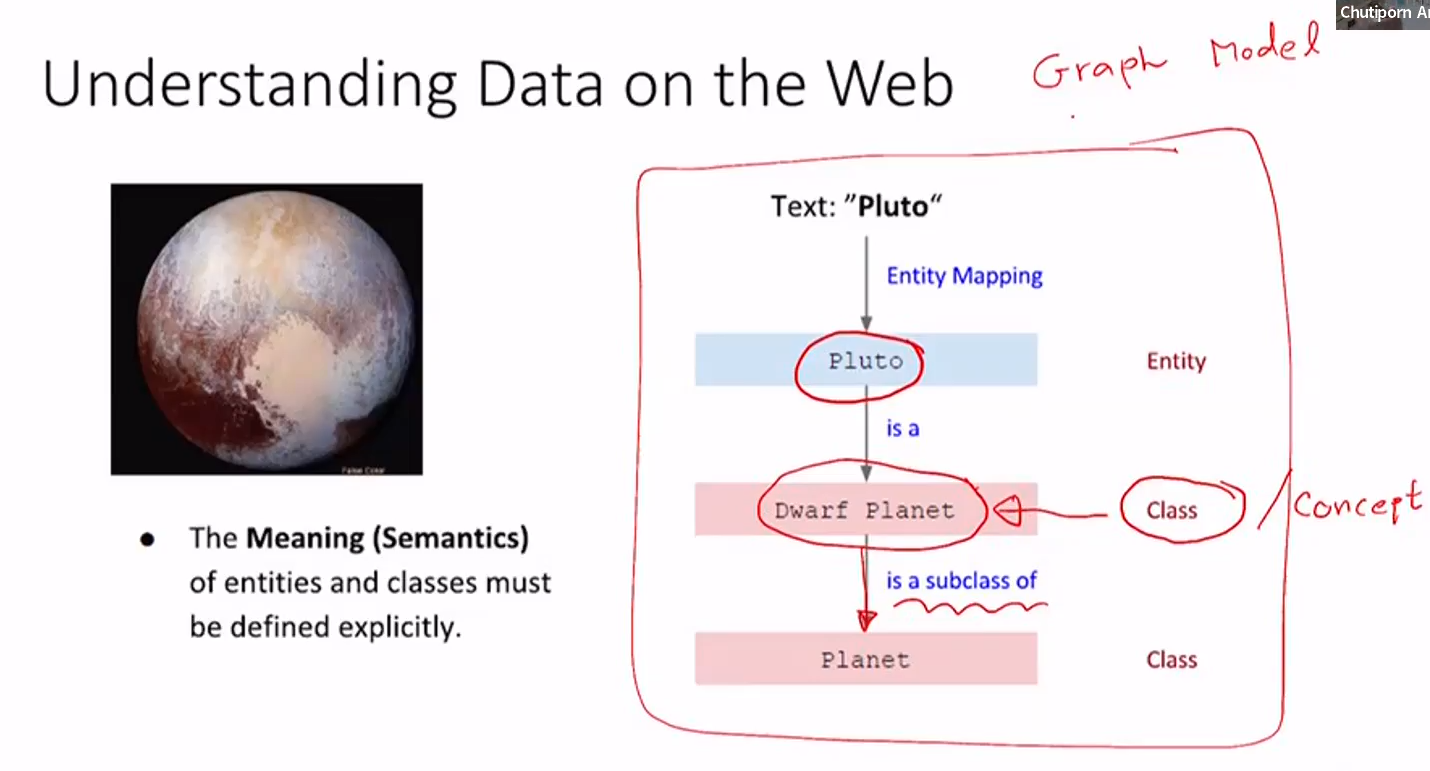 Chutiporn A
Understanding Data on the Web
Graph Model
Text: ”Pluto“
Entity Mapping
Pluto
Entity
is a
Dwarf Planet
Class
/Concept
is a subclass of
Planet
Class
False Color
● The Meaning (Semantics)
of entities and classes must
be defined explicitly.